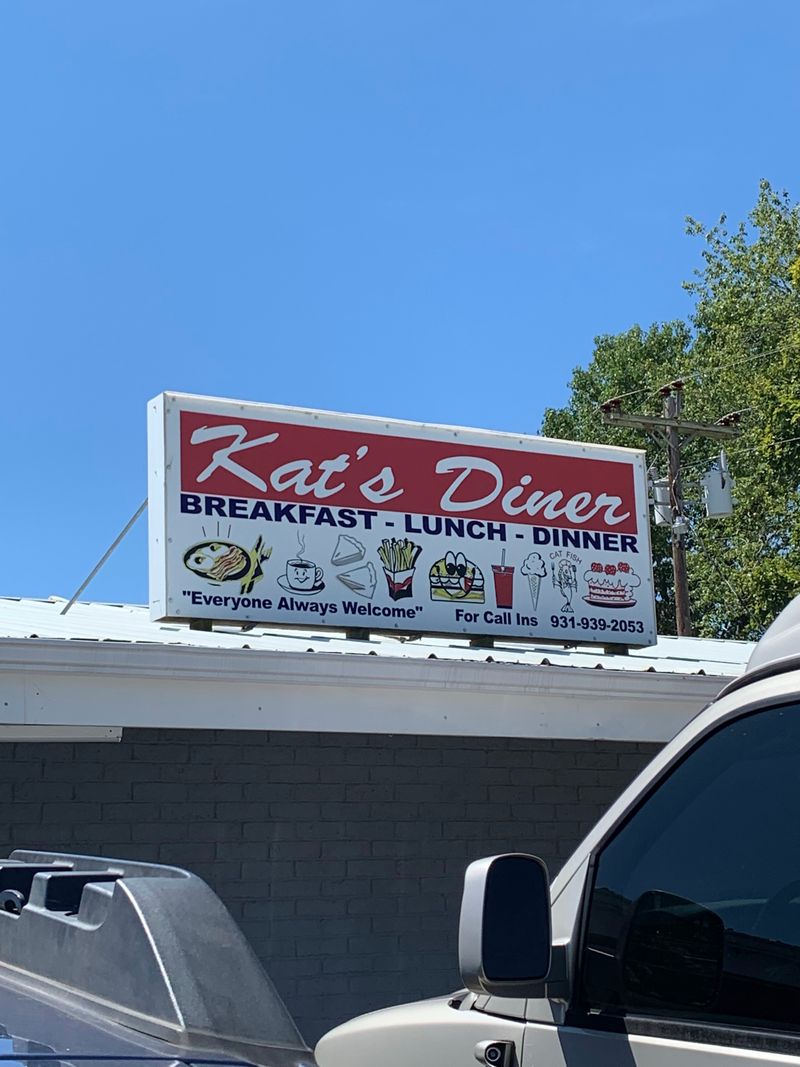 Kat's Diner
BREAKFAST - LUNCH - DINNER
CAT FISH
"Everyone Always Welcome"
For Call Ins 931-939-2053